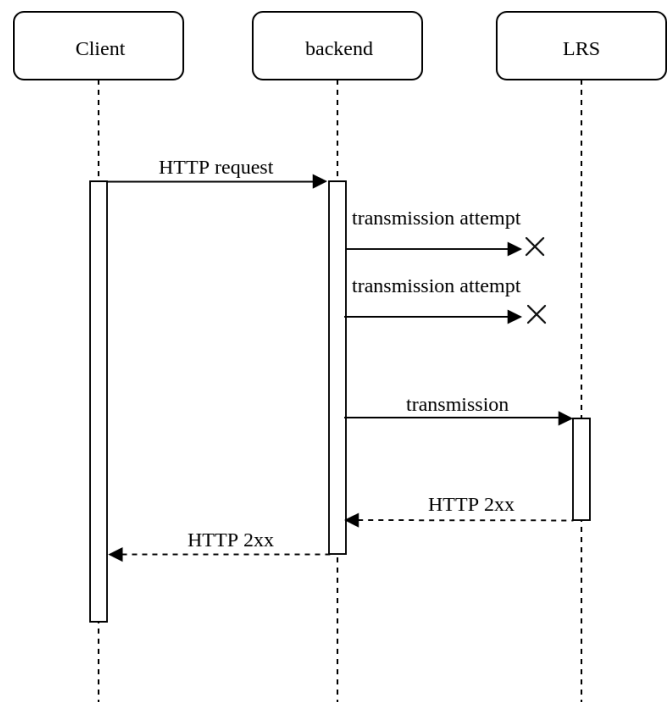 Client
backend
LRS
HTTP request
transmission attempt
transmission attempt
transmission
HTTP 2xx
HTTP 2xx